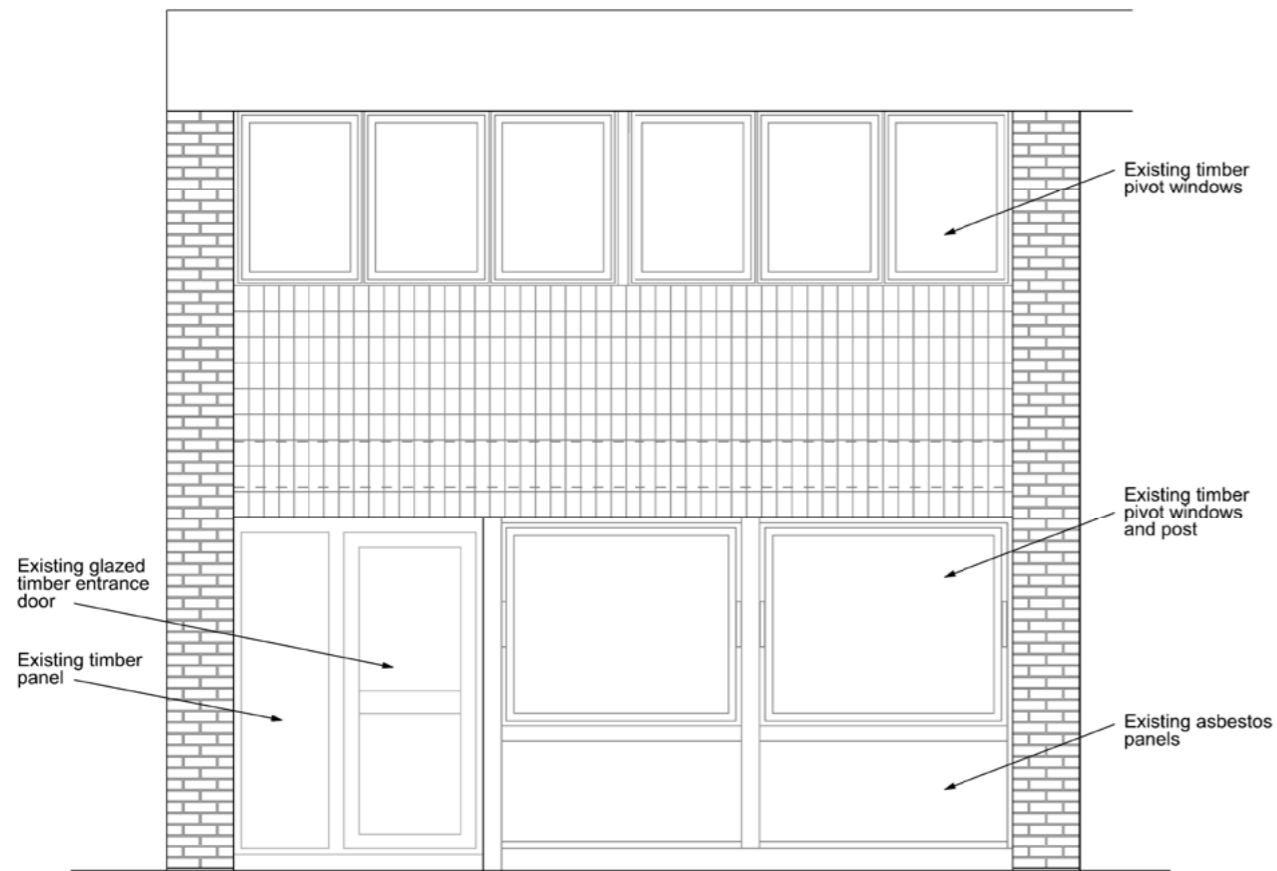 Existing timber
pivot windows
Existing timber
pivot windows
and post
Existing glazed
timber entrance
door
Existing timber
panel
Existing asbestos
panels